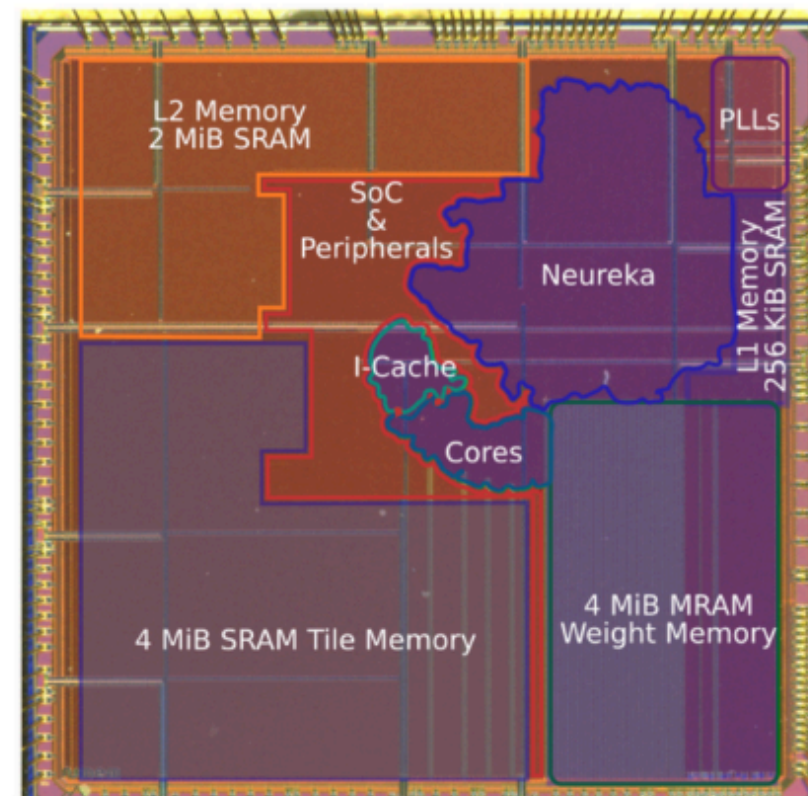 L2 Memory
2 MiB SRAM
PLLs
SoC
&
Peripherals
Neureka
L1 Memory
256 KiB SRAM
I-Cache
Cores
4 MiB SRAM Tile Memory
4 MiB MRAM
Weight Memory